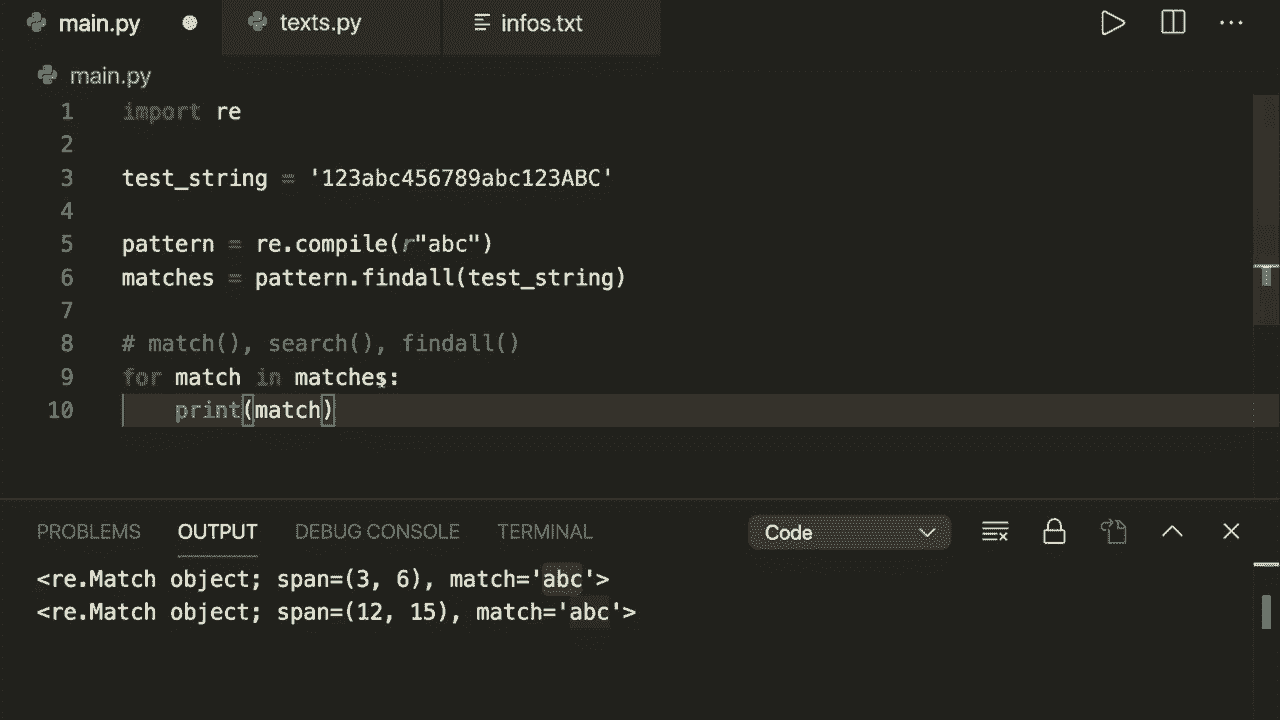 main.py texts.py infos.txt ...
main.py
1 import re
2
3 test_string = '123abc456789abc123ABC'
4
5 pattern = re.compile(r"abc")
6 matches = pattern.findall(test_string)
7
8 # match(), search(), findall()
9 for match in matches:
10 print(match)
PROBLEMS OUTPUT DEBUG CONSOLE TERMINAL Code
<re.Match object; span=(3, 6), match='abc'>
<re.Match object; span=(12, 15), match='abc'>